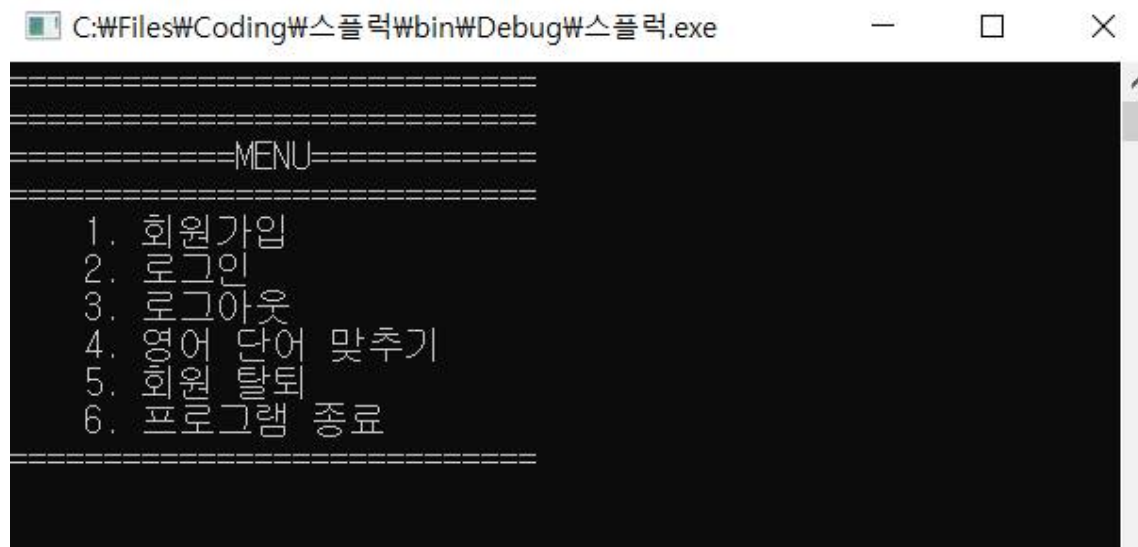 C:₩Files₩Coding₩스플럭₩bin₩Debug₩스플럭.exe
============================
============================
============MENU============
============================
1. 회원가입
2. 로그인
3. 로그아웃
4. 영어 단어 맞추기
5. 회원 탈퇴
6. 프로그램 종료
============================